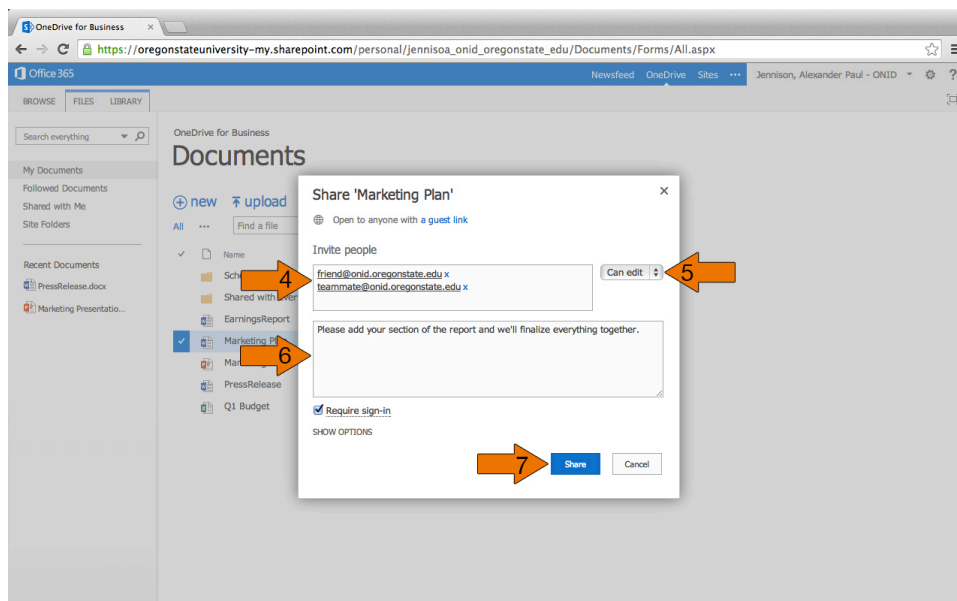 OneDrive for Business ×
https://oregonstateuniversity-my.sharepoint.com/personal/jennisoa_onid_oregonstate_edu/Documents/Forms/All.aspx
Office 365 Newsfeed OneDrive Sites ••• Jennison, Alexander Paul - ONID ?
BROWSE FILES LIBRARY
Search everything
OneDrive for Business
Documents
My Documents
Followed Documents
Shared with Me
Site Folders
Recent Documents
PressRelease.docx
Marketing Presentatio...
new upload
All ••• Find a file
Name
Shared with
EarningsReport
Marketing
PressRelease
Q1 Budget
Share 'Marketing Plan' ×
Open to anyone with a guest link
Invite people
4 friend@onid.oregonstate.edu x Can edit 5
teammate@onid.oregonstate.edu x
Please add your section of the report and we'll finalize everything together.
6
Require sign-in
SHOW OPTIONS
7 Share Cancel